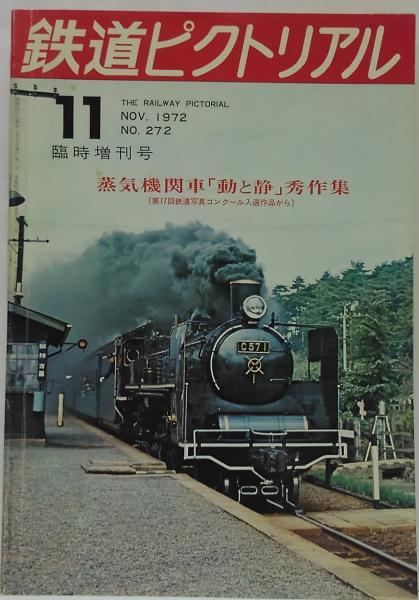 鉄道ピクトリアル
11
THE RAILWAY PICTORIAL
NOV. 1972
NO. 272
臨時増刊号
蒸気機関車「動と静」秀作集
(第17回鉄道写真コンクール入選作品から)
C571